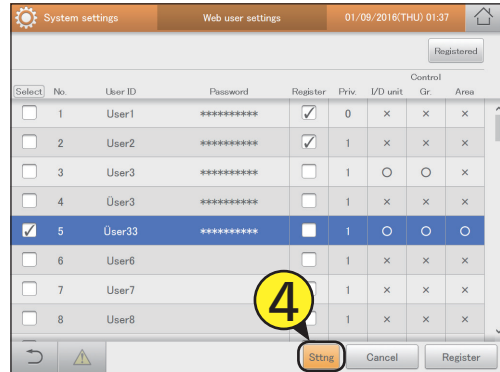 System settings Web user settings 01/09/2016(THU) 01:37
Registered
Control
Select No. User ID Password Register Priv. I/D unit Gr. Area
1 User1 ********** ✓ 0 × × ×
2 User2 ********** ✓ 1 × × ×
3 User3 ********** 1 ○ ○ ×
4 Üser3 ********** 1 × × ×
✓ 5 Üser33 ********** 1 ○ ○ ○
6 User6 1 × × ×
7 User7 1 × × ×
8 User8 1 × × ×
4
Sttng Cancel Register